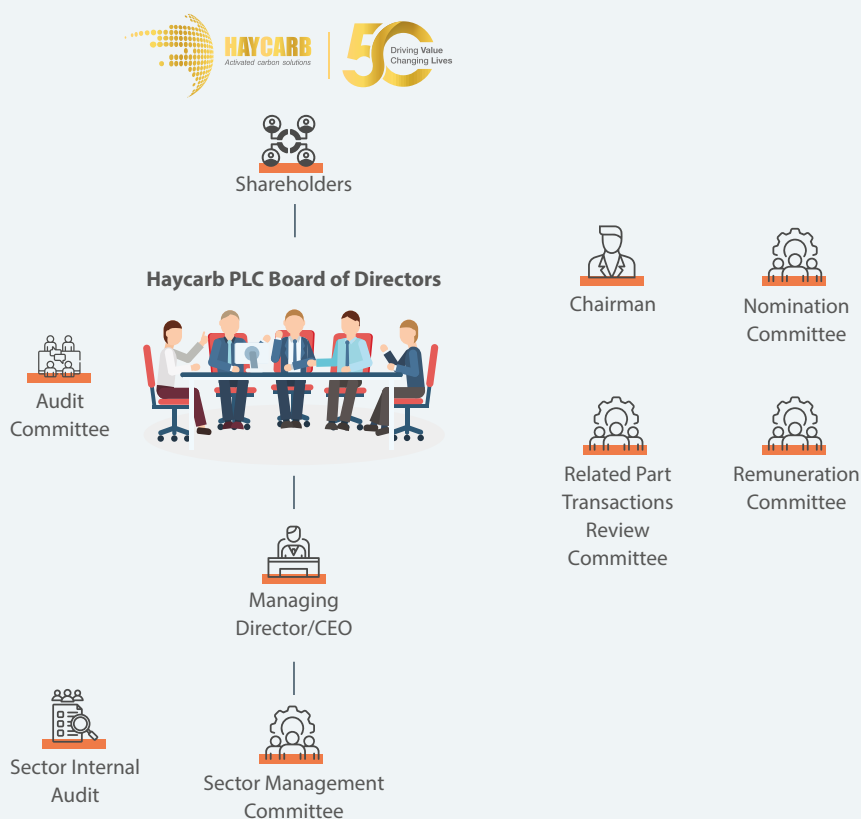 HAYCARB
Activated carbon solutions
50
Driving Value
Changing Lives
Shareholders
Haycarb PLC Board of Directors
Chairman
Nomination
Committee
Audit
Committee
Related Part
Transactions
Review
Committee
Remuneration
Committee
Managing
Director/CEO
Sector Internal
Audit
Sector Management
Committee